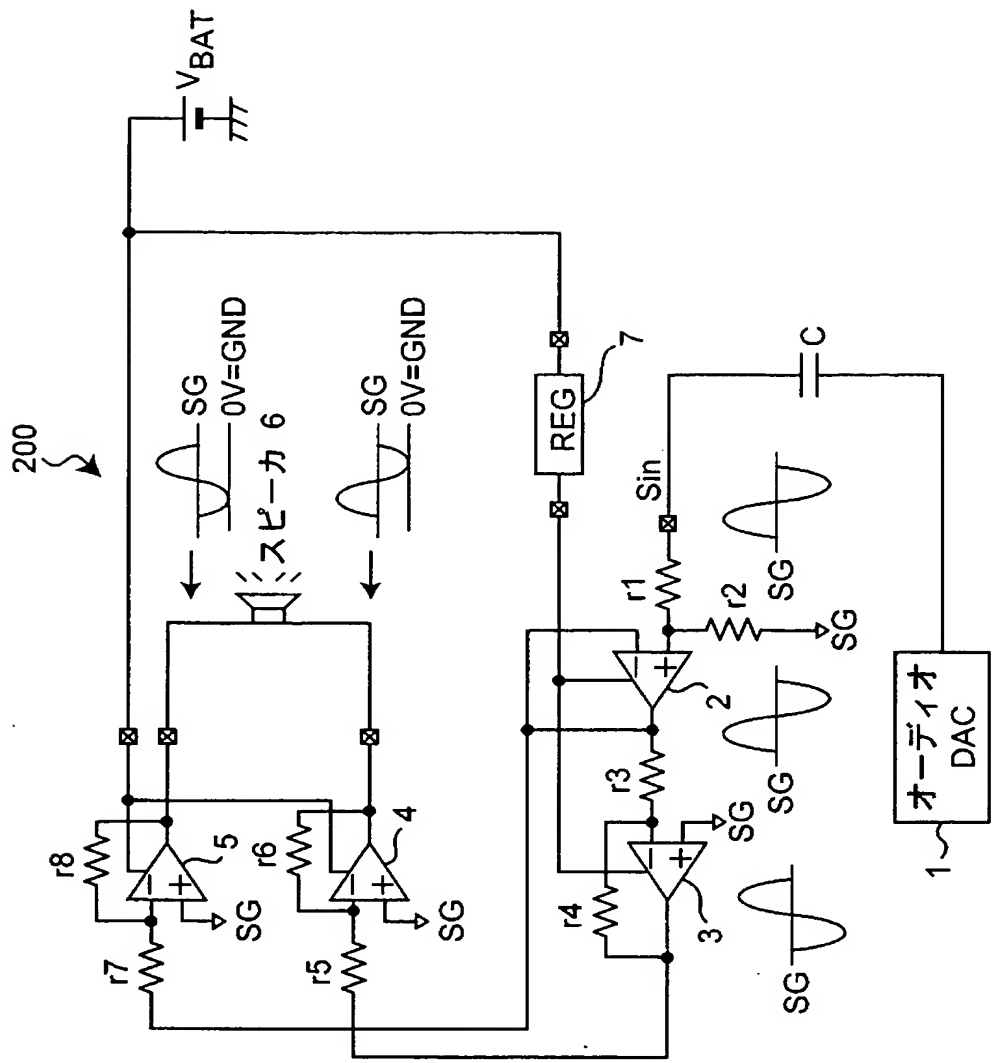 200
VBAT
SG
0V=GND
スピーカ 6
SG
0V=GND
r8
5
r7
SG
r6
4
r5
SG
REG
7
Sin
C
r1
r2
SG
SG
2
r3
SG
r4
3
SG
SG
オーディオ
DAC
1